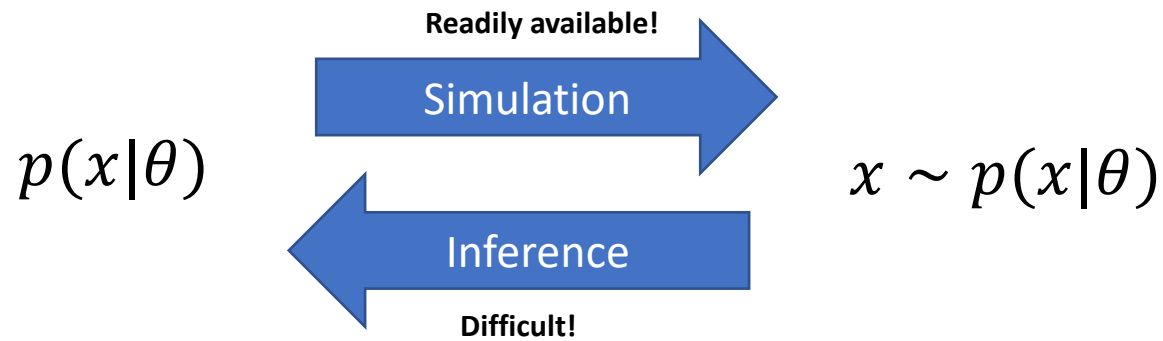 Readily available!
Simulation
p(x|θ)
x ~ p(x|θ)
Inference
Difficult!